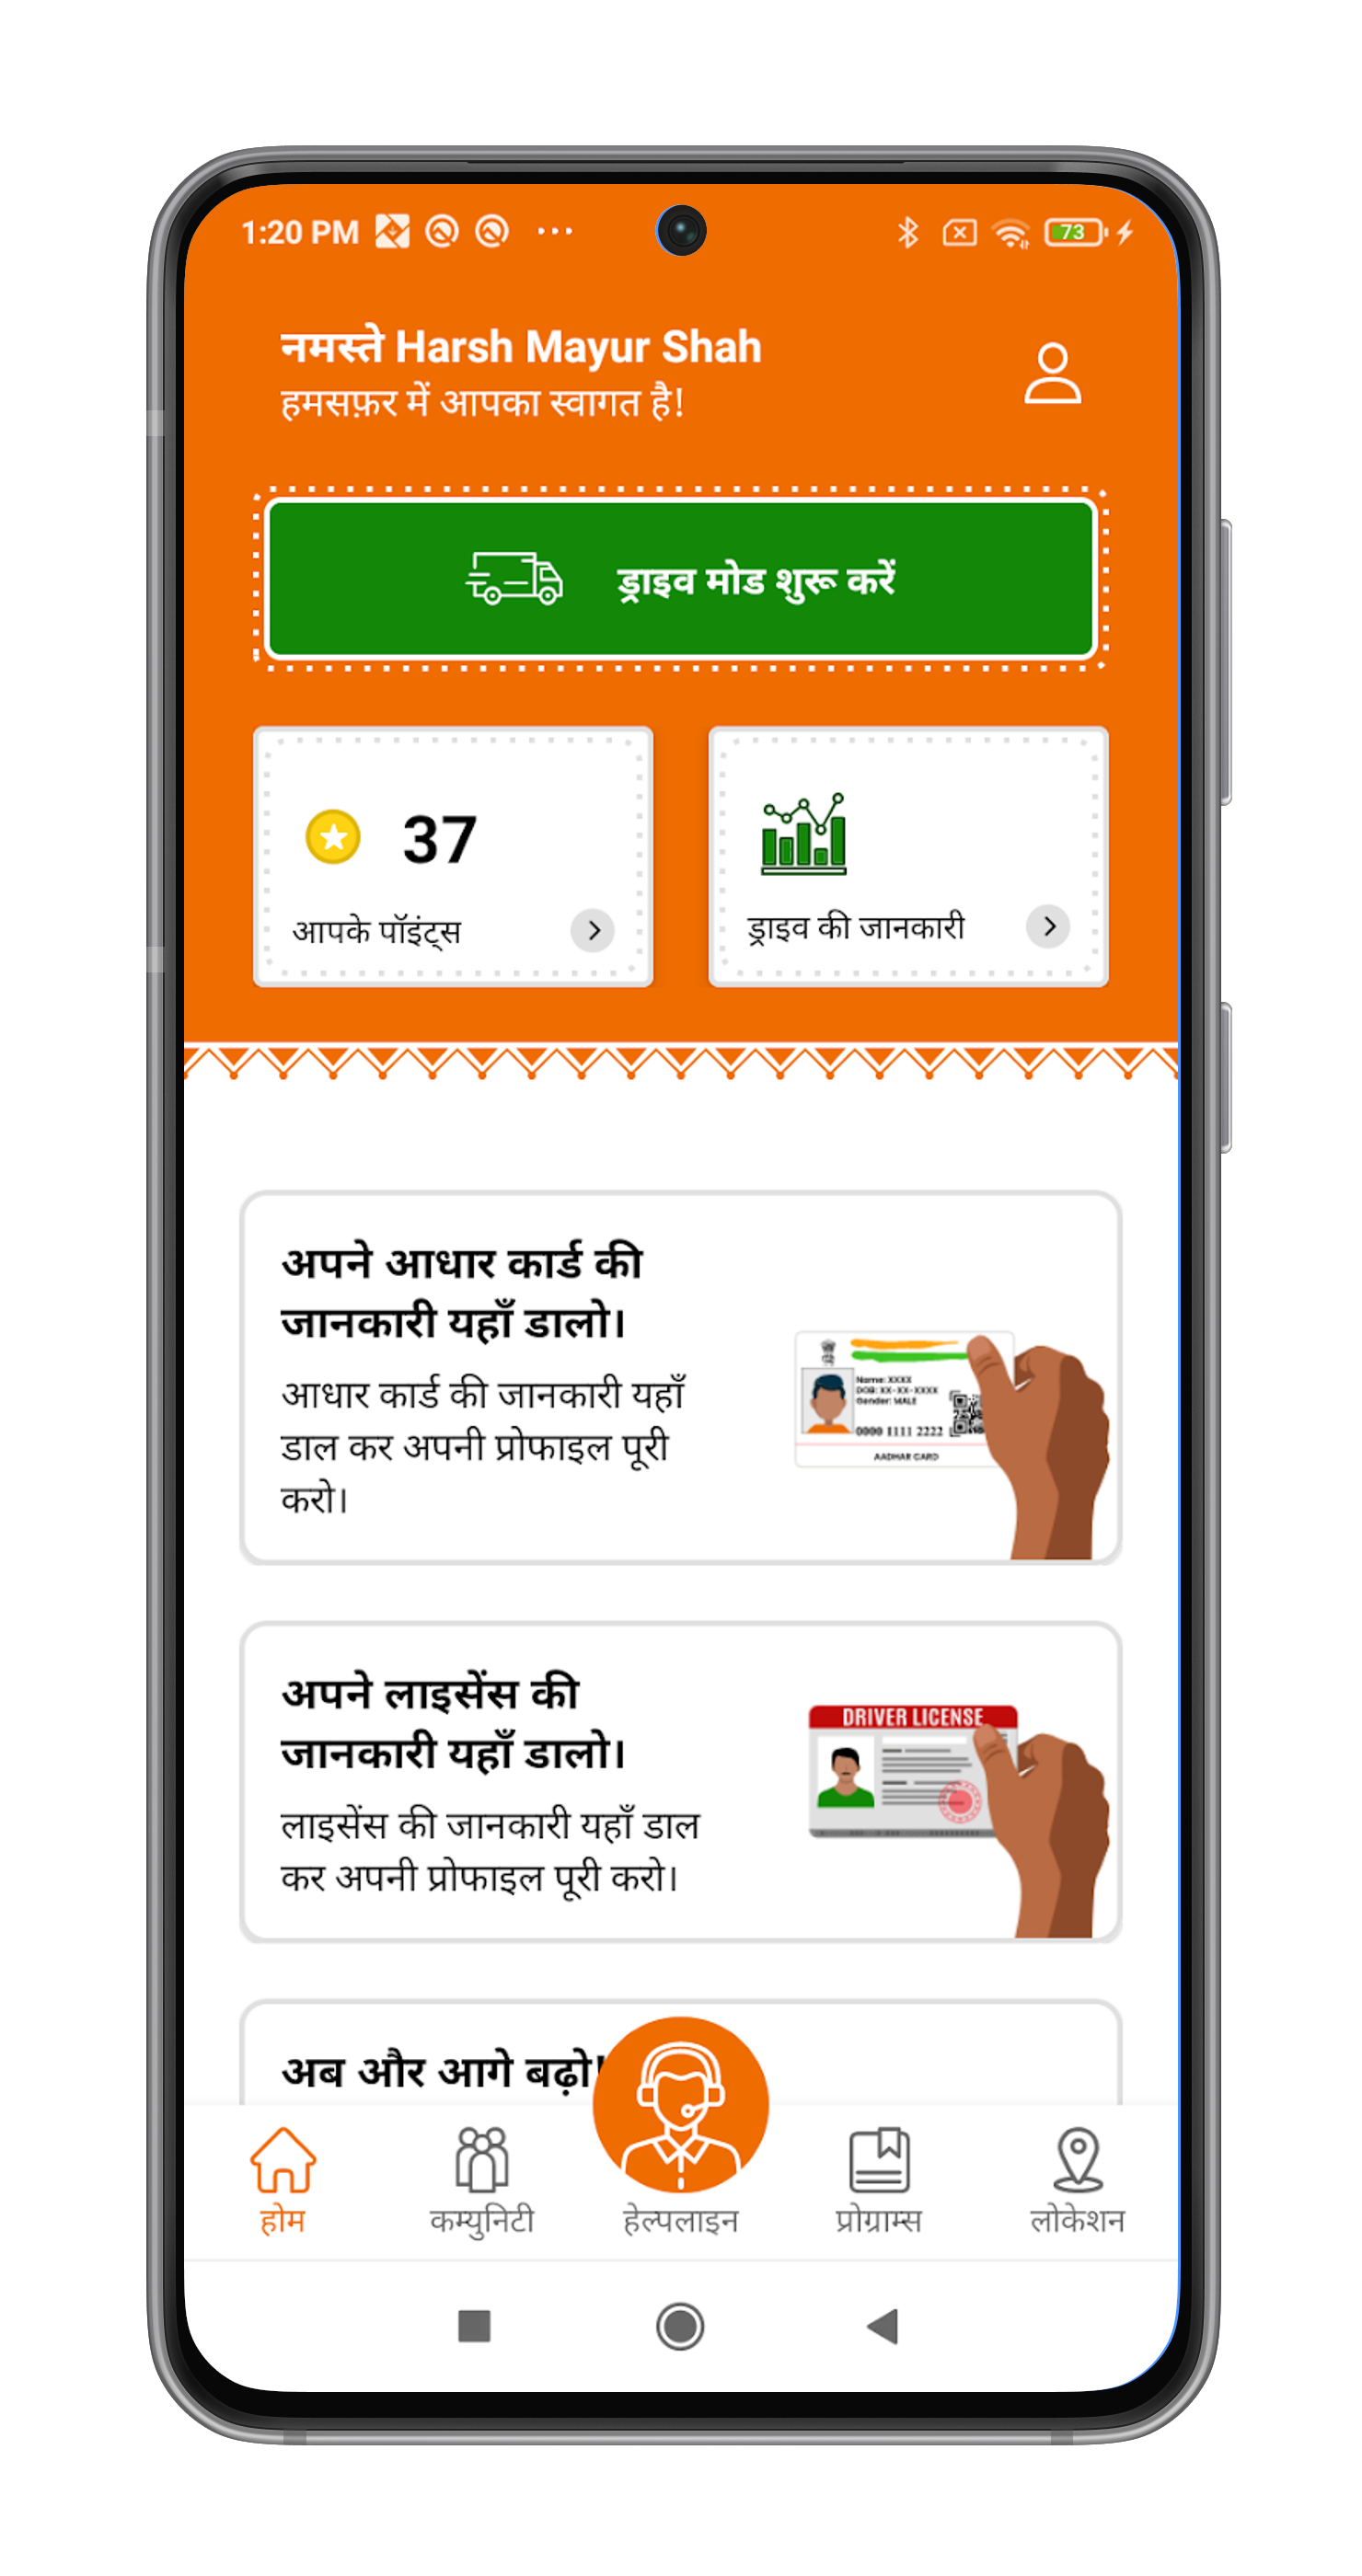 1:20 PM
73
नमस्ते Harsh Mayur Shah
हमसफ़र में आपका स्वागत है!
ड्राइव मोड शुरू करें
37
आपके पॉइंट्स
ड्राइव की जानकारी
अपने आधार कार्ड की
जानकारी यहाँ डालो।
आधार कार्ड की जानकारी यहाँ
डाल कर अपनी प्रोफाइल पूरी
करो।
Name: XXXX
DOB: XX-XX-XXXX
Gender: MALE
0000 1111 2222
AADHAR CARD
अपने लाइसेंस की
जानकारी यहाँ डालो।
लाइसेंस की जानकारी यहाँ डाल
कर अपनी प्रोफाइल पूरी करो।
DRIVER LICENSE
अब और आगे बढ़ो!
होम
कम्युनिटी
हेल्पलाइन
प्रोग्राम्स
लोकेशन